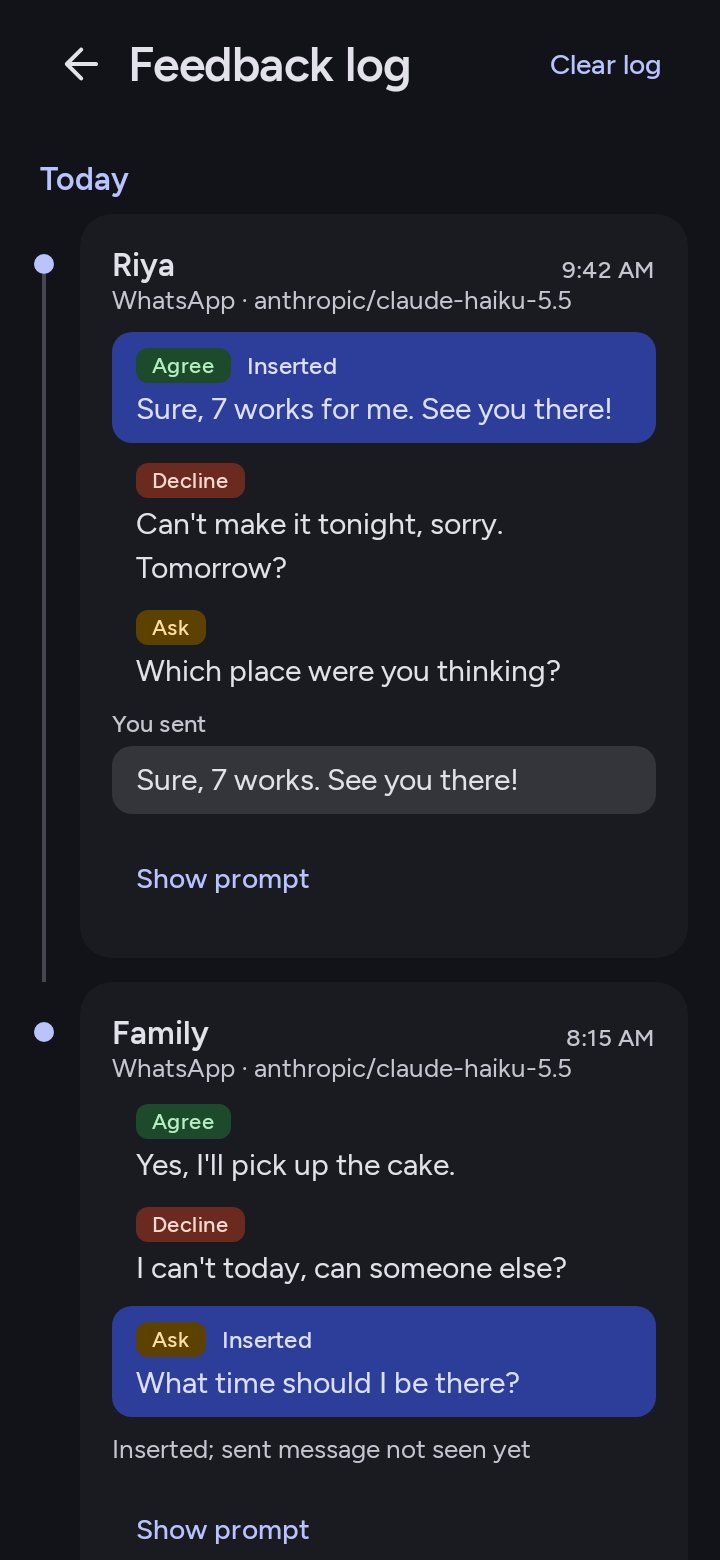 Feedback log
Clear log
Today
Riya
9:42 AM
WhatsApp · anthropic/claude-haiku-5.5
Agree Inserted
Sure, 7 works for me. See you there!
Decline
Can't make it tonight, sorry.
Tomorrow?
Ask
Which place were you thinking?
You sent
Sure, 7 works. See you there!
Show prompt
Family
8:15 AM
WhatsApp · anthropic/claude-haiku-5.5
Agree
Yes, I'll pick up the cake.
Decline
I can't today, can someone else?
Ask Inserted
What time should I be there?
Inserted; sent message not seen yet
Show prompt